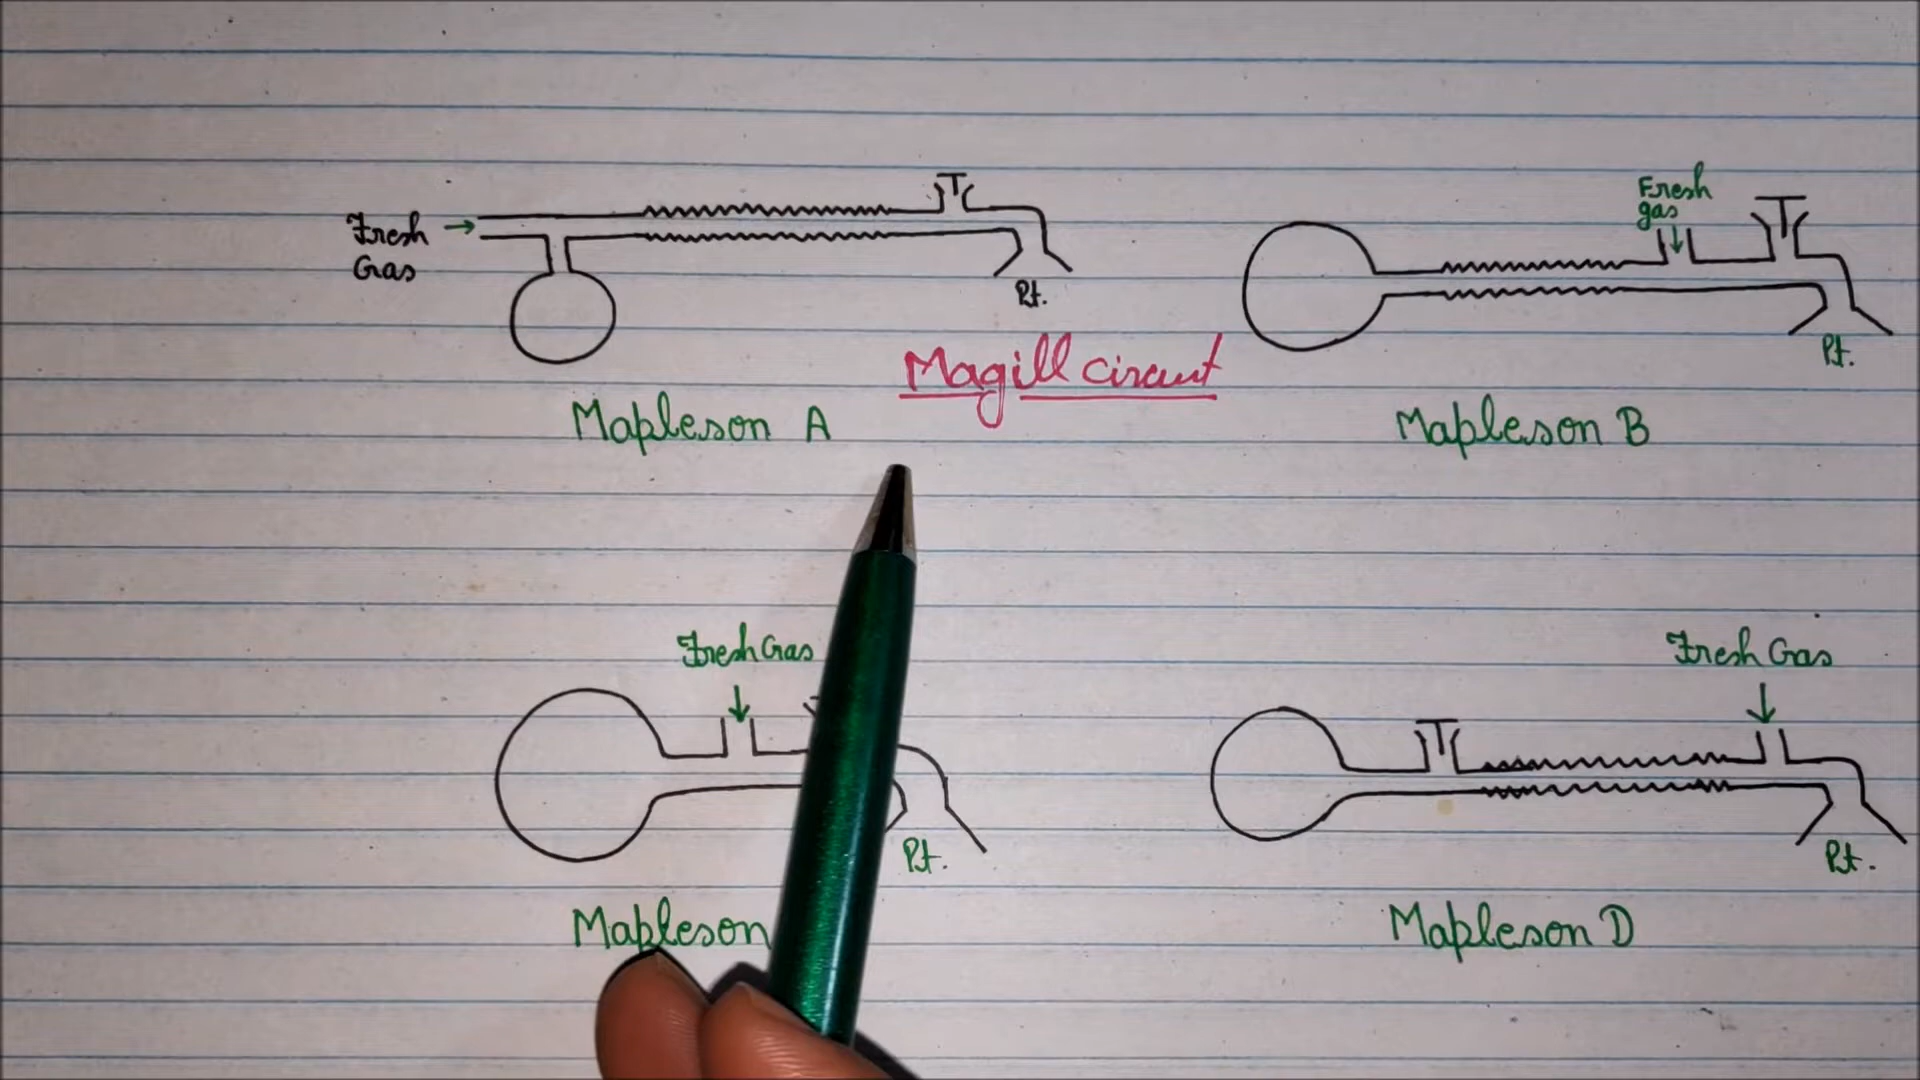 Fresh
Gas
Pt.
Mapleson A
Magill circuit
Fresh
gas
Pt.
Mapleson B
Fresh Gas
Pt.
Mapleson
Fresh Gas
Pt.
Mapleson D